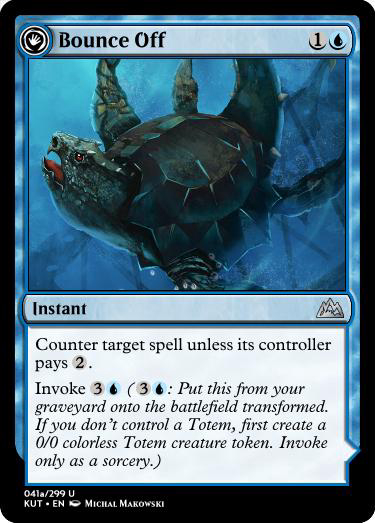 Bounce Off 1
Instant
Counter target spell unless its controller
pays 2.
Invoke 3 ( 3 : Put this from your
graveyard onto the battlefield transformed.
If you don't control a Totem, first create a
0/0 colorless Totem creature token. Invoke
only as a sorcery.)
041a/299 U
KUT • EN Michal Makowski